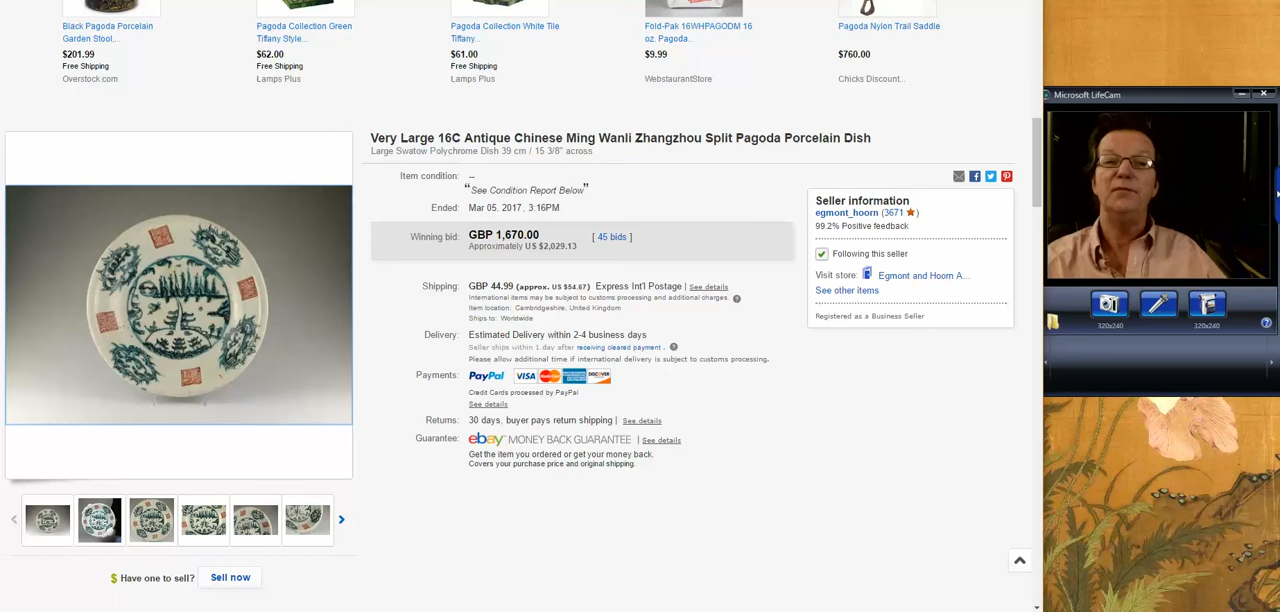 Black Pagoda Porcelain
Garden Stool,...
$201.99
Free Shipping
Overstock.com
Pagoda Collection Green
Tiffany Style...
$62.00
Free Shipping
Lamps Plus
Pagoda Collection White Tile
Tiffany...
$61.00
Free Shipping
Lamps Plus
Fold-Pak 16WHPAGODM 16
oz. Pagoda...
$9.99
WebstaurantStore
Pagoda Nylon Trail Saddle
$760.00
Chicks Discount...
Microsoft LifeCam
Very Large 16C Antique Chinese Ming Wanli Zhangzhou Split Pagoda Porcelain Dish
Large Swatow Polychrome Dish 39 cm / 15 3/8" across
Item condition: --
“See Condition Report Below”
Ended: Mar 05, 2017 , 3:16PM
Winning bid: GBP 1,670.00 [ 45 bids ]
Approximately US $2,029.13
Shipping: GBP 44.99 (approx. US $54.67) Express Int'l Postage | See details
International items may be subject to customs processing and additional charges. ?
Item location: Cambridgeshire, United Kingdom
Ships to: Worldwide
Delivery: Estimated Delivery within 2-4 business days
Seller ships within 1 day after receiving cleared payment . ?
Please allow additional time if international delivery is subject to customs processing.
Payments: PayPal VISA MasterCard AMERICAN EXPRESS DISCOVER
Credit Cards processed by PayPal
See details
Returns: 30 days, buyer pays return shipping | See details
Guarantee: ebay MONEY BACK GUARANTEE | See details
Get the item you ordered or get your money back.
Covers your purchase price and original shipping.
Seller information
egmont_hoorn (3671 )
99.2% Positive feedback
Following this seller
Visit store: Egmont and Hoorn A...
See other items
Registered as a Business Seller
320x240
320x240
$ Have one to sell? Sell now